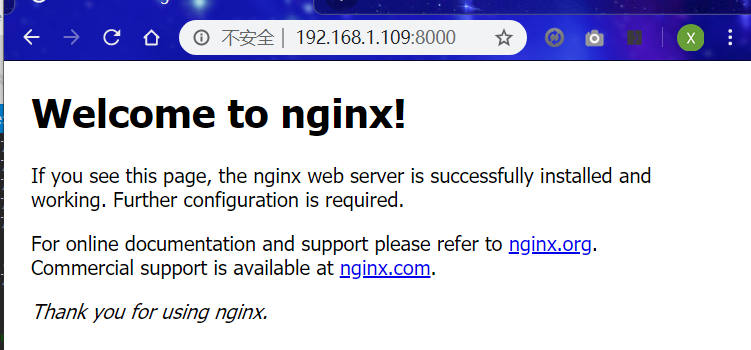 不安全 | 192.168.1.109:8000
X
Welcome to nginx!
If you see this page, the nginx web server is successfully installed and
working. Further configuration is required.
For online documentation and support please refer to nginx.org.
Commercial support is available at nginx.com.
Thank you for using nginx.